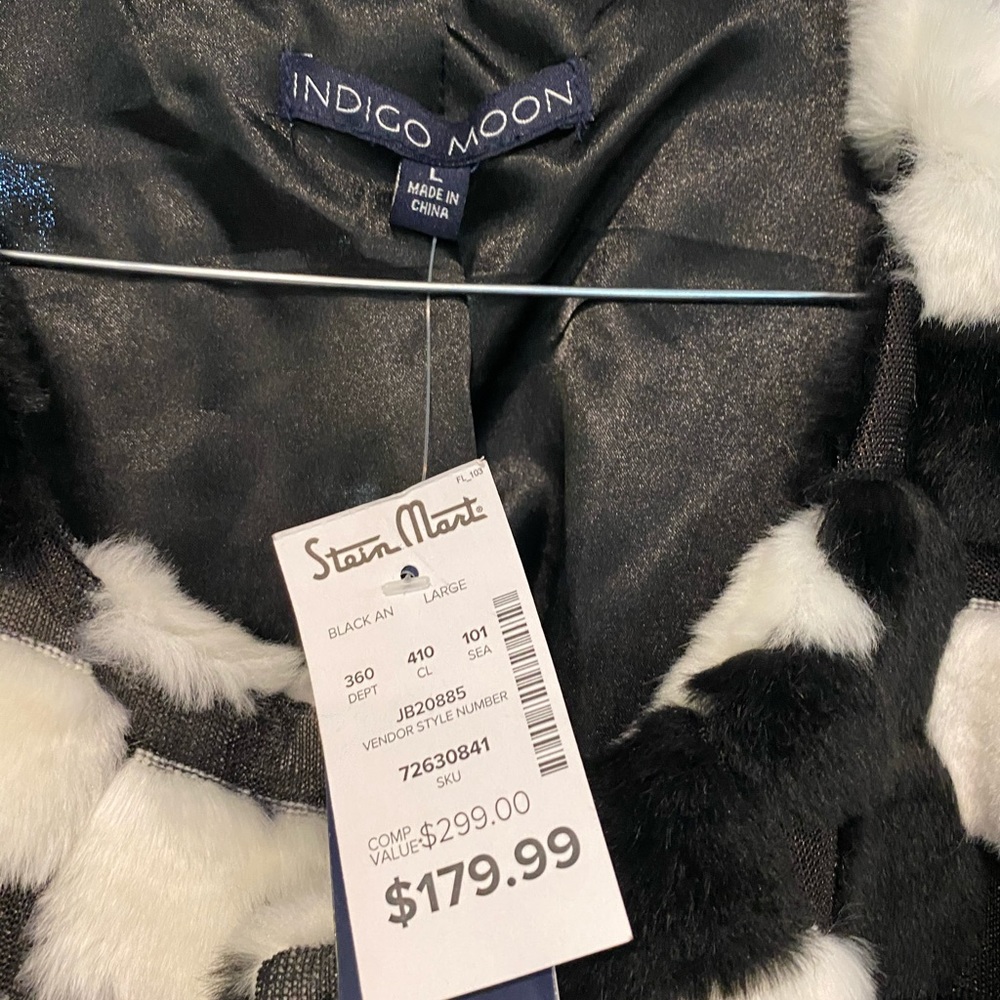 INDIGO MOON
L
MADE IN
CHINA
FL_103
Stein Mart®
BLACK AN LARGE
360 410 101
DEPT CL SEA
JB20885
VENDOR STYLE NUMBER
72630841
SKU
COMP. VALUE: $299.00
$179.99